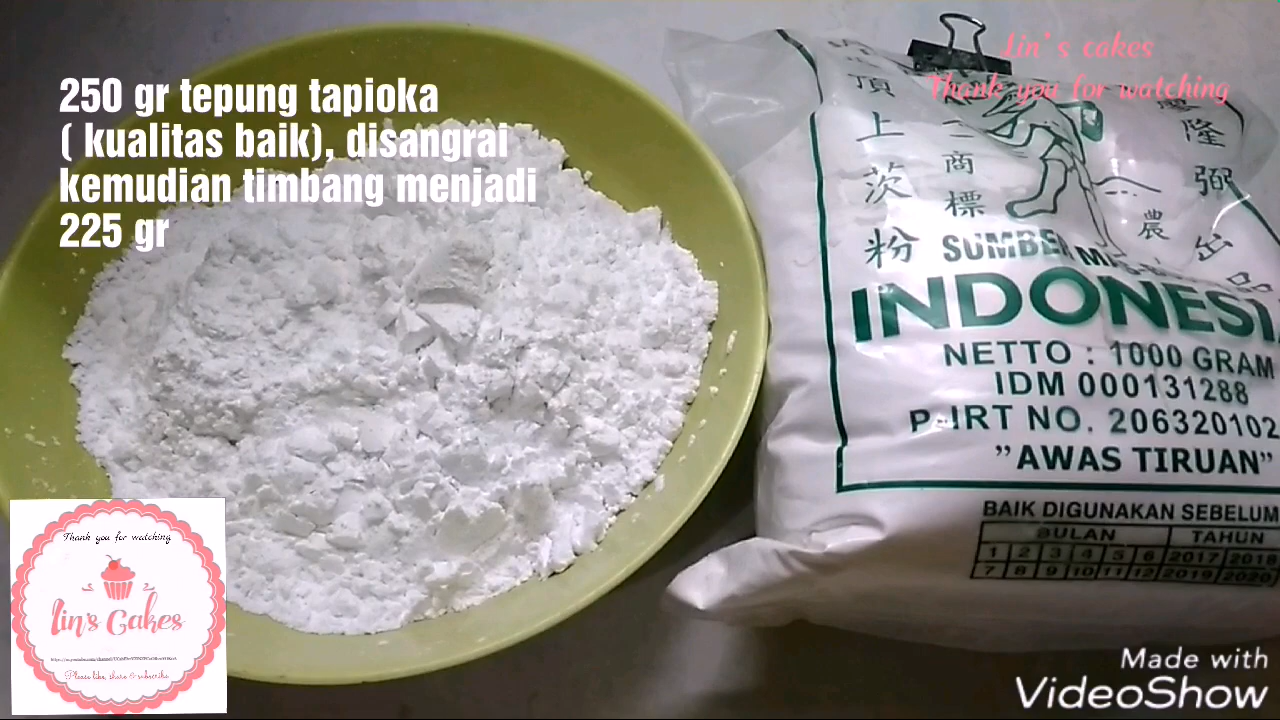 250 gr tepung tapioka
( kualitas baik), disangrai
kemudian timbang menjadi
225 gr
Lin's cakes
Thank you for watching
頂上茨粉
商標
隆
農
SUMBER
INDONESIA
NETTO : 1000 GRAM
IDM 000131288
P-IRT NO. 206320102
"AWAS TIRUAN"
BAIK DIGUNAKAN SEBELUM
BULAN TAHUN
1 2 3 4 5 6 2017 2018
7 8 9 10 11 12 2019 2020
Thank you for watching
Lin's Cakes
Please like, share & subscribe
Made with
VideoShow